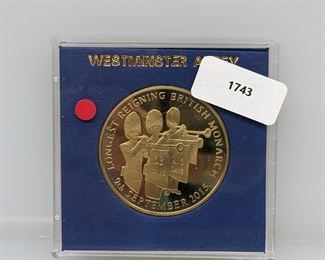 WESTMINSTER
1743
LONGEST REIGNING BRITISH MONARCH
9th SEPTEMBER 2015